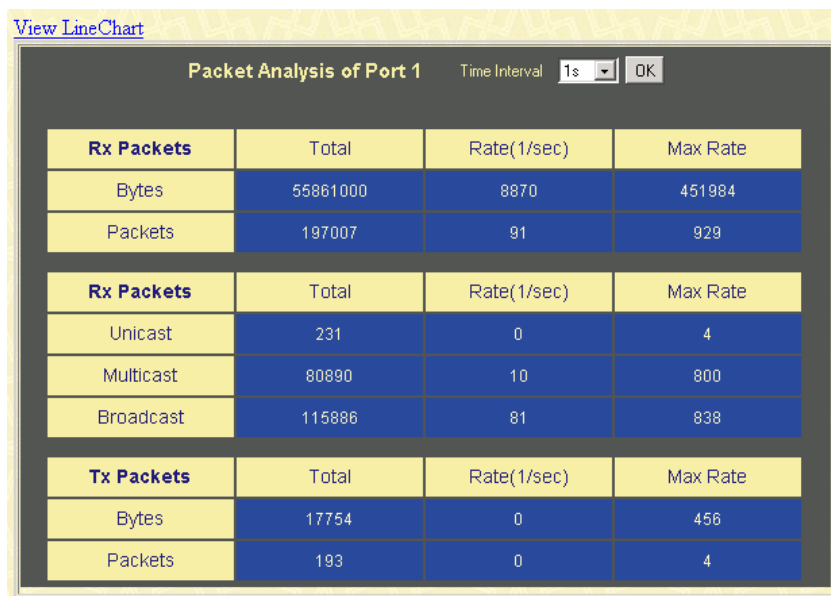 View LineChart
Packet Analysis of Port 1 Time Interval 1s OK
Rx Packets Total Rate(1/sec) Max Rate
Bytes 55861000 8870 451984
Packets 197007 91 929
Rx Packets Total Rate(1/sec) Max Rate
Unicast 231 0 4
Multicast 80890 10 800
Broadcast 115886 81 838
Tx Packets Total Rate(1/sec) Max Rate
Bytes 17754 0 456
Packets 193 0 4